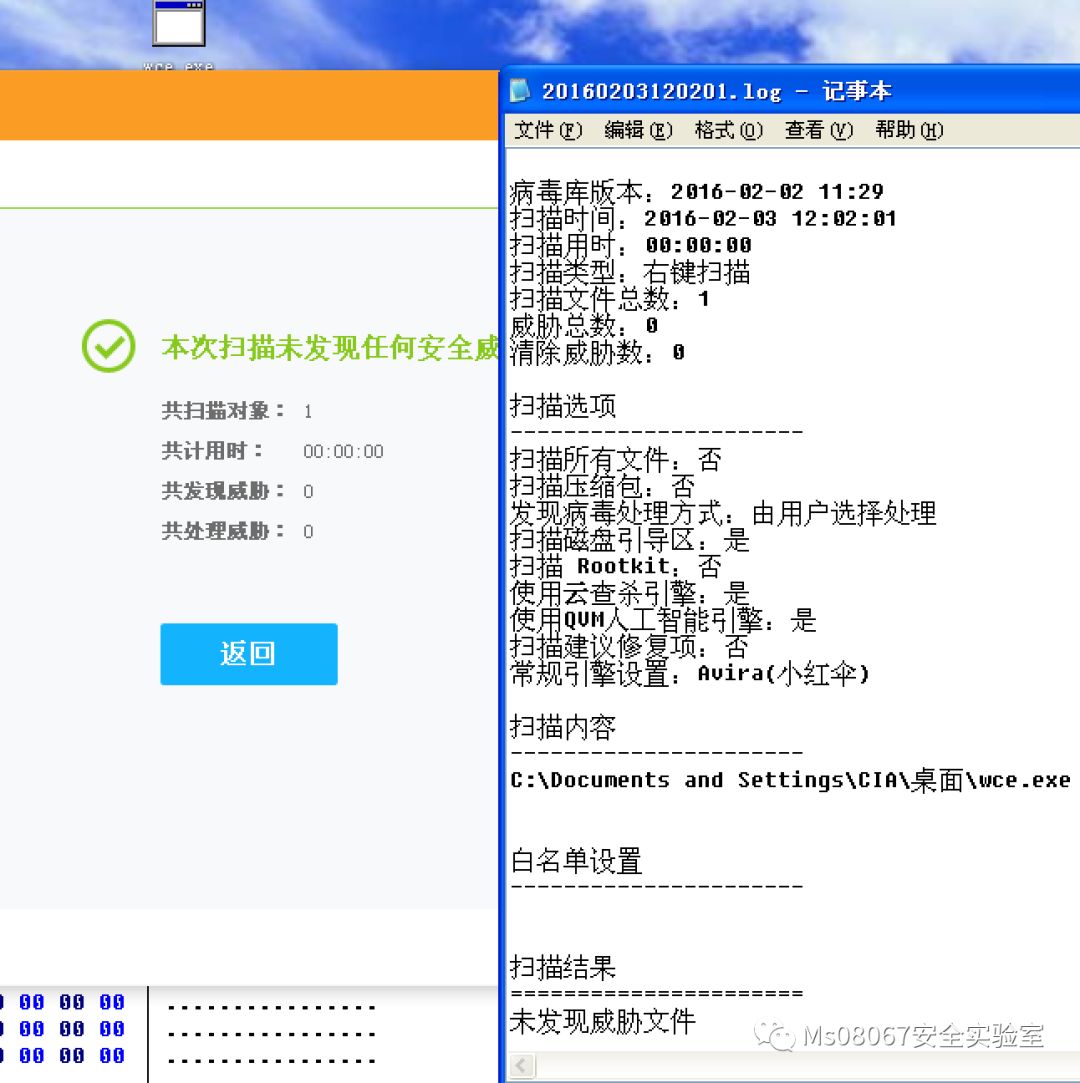 wce.exe
20160203120201.log - 记事本
文件(F) 编辑(E) 格式(O) 查看(V) 帮助(H)
病毒库版本：2016-02-02 11:29
扫描时间：2016-02-03 12:02:01
扫描用时：00:00:00
扫描类型：右键扫描
扫描文件总数：1
威胁总数：0
清除威胁数：0
扫描选项
----------------------
扫描所有文件：否
扫描压缩包：否
发现病毒处理方式：由用户选择处理
扫描磁盘引导区：是
扫描 Rootkit：否
使用云查杀引擎：是
使用QVM人工智能引擎：是
扫描建议修复项：否
常规引擎设置：Avira(小红伞)
扫描内容
----------------------
C:\Documents and Settings\CIA\桌面\wce.exe
白名单设置
----------------------
扫描结果
======================
未发现威胁文件
本次扫描未发现任何安全威
共扫描对象： 1
共计用时： 00:00:00
共发现威胁： 0
共处理威胁： 0
返回
00 00 00 ................
00 00 00 ................
00 00 00 ................
Ms08067安全实验室